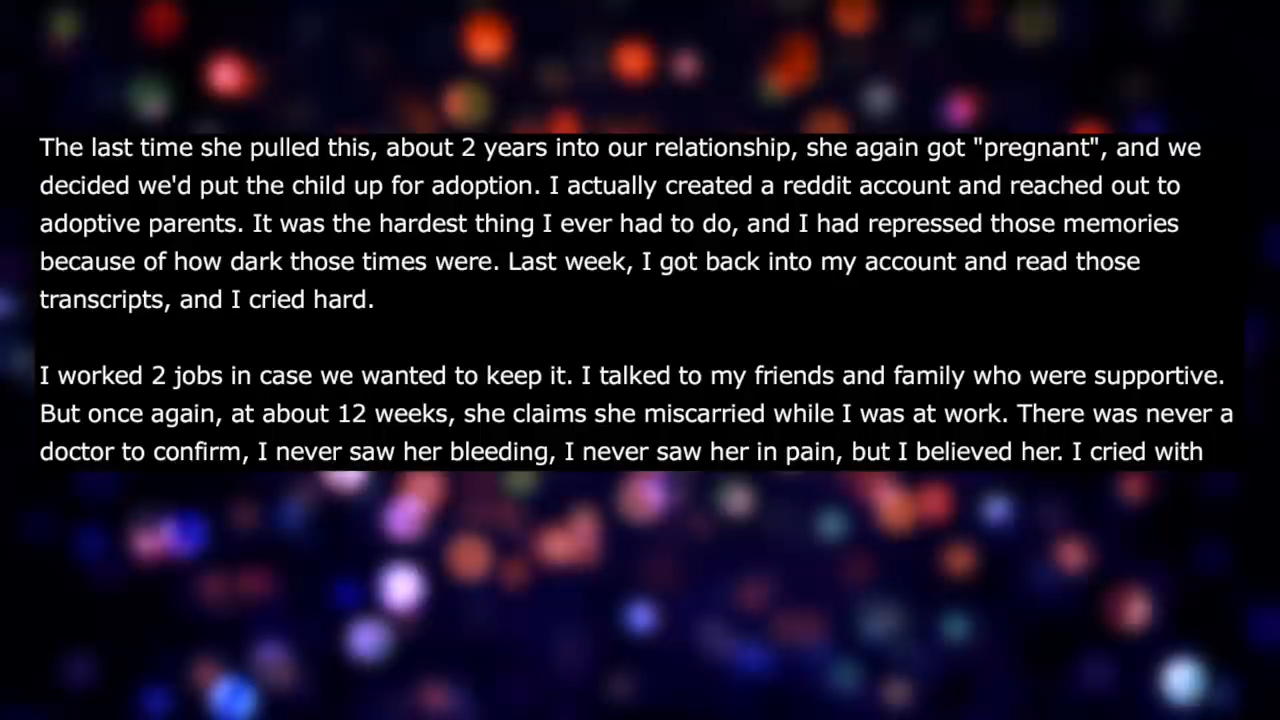 The last time she pulled this, about 2 years into our relationship, she again got "pregnant", and we
decided we'd put the child up for adoption. I actually created a reddit account and reached out to
adoptive parents. It was the hardest thing I ever had to do, and I had repressed those memories
because of how dark those times were. Last week, I got back into my account and read those
transcripts, and I cried hard.
I worked 2 jobs in case we wanted to keep it. I talked to my friends and family who were supportive.
But once again, at about 12 weeks, she claims she miscarried while I was at work. There was never a
doctor to confirm, I never saw her bleeding, I never saw her in pain, but I believed her. I cried with